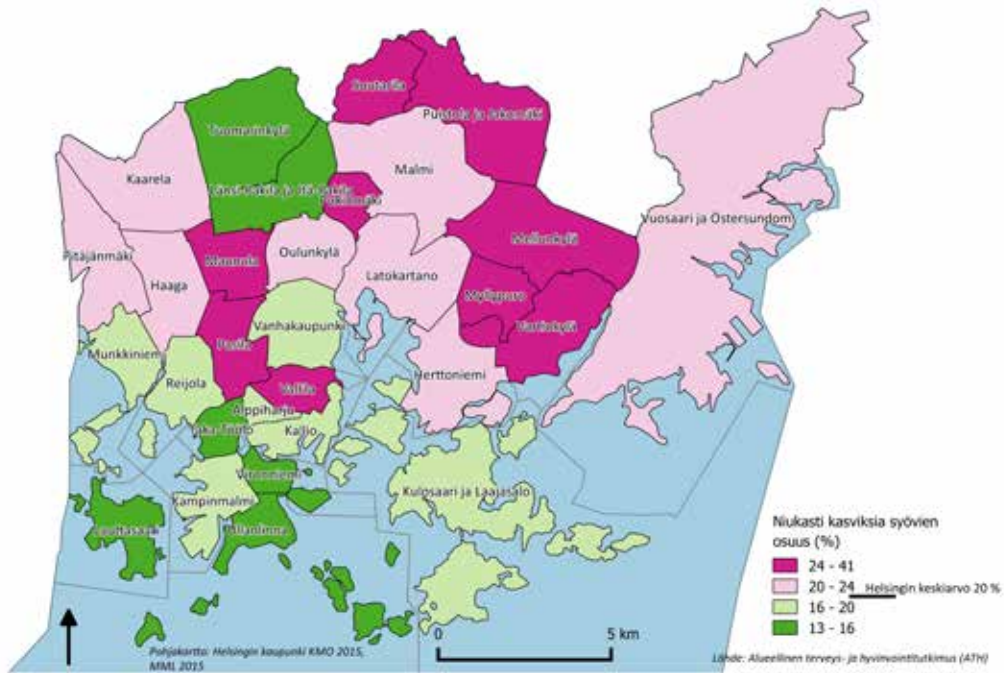 Suutarila
Puistola ja Jakomäki
Tuomarinkylä
Kaarela
Malmi
Länsi-Pakila ja Itä-Pakila
Pukinmäki
Vuosaari ja Östersundom
Pitäjänmäki
Maunula
Oulunkylä
Mellunkylä
Haaga
Latokartano
Myllypuro
Vanhakaupunki
Vartiokylä
Munkkiniemi
Pasila
Reijola
Herttoniemi
Vallila
Alppiharju
Taka-Töölö
Kallio
Vironniemi
Kampinmalmi
Kulosaari ja Laajasalo
Lauttasaari
Ullanlinna
Niukasti kasviksia syövien
osuus (%)
24 - 41
20 - 24 Helsingin keskiarvo 20 %
16 - 20
13 - 16
0 5 km
Pohjakartta: Helsingin kaupunki KMO 2015,
MML 2015
Lähde: Alueellinen terveys- ja hyvinvointitutkimus (ATH)